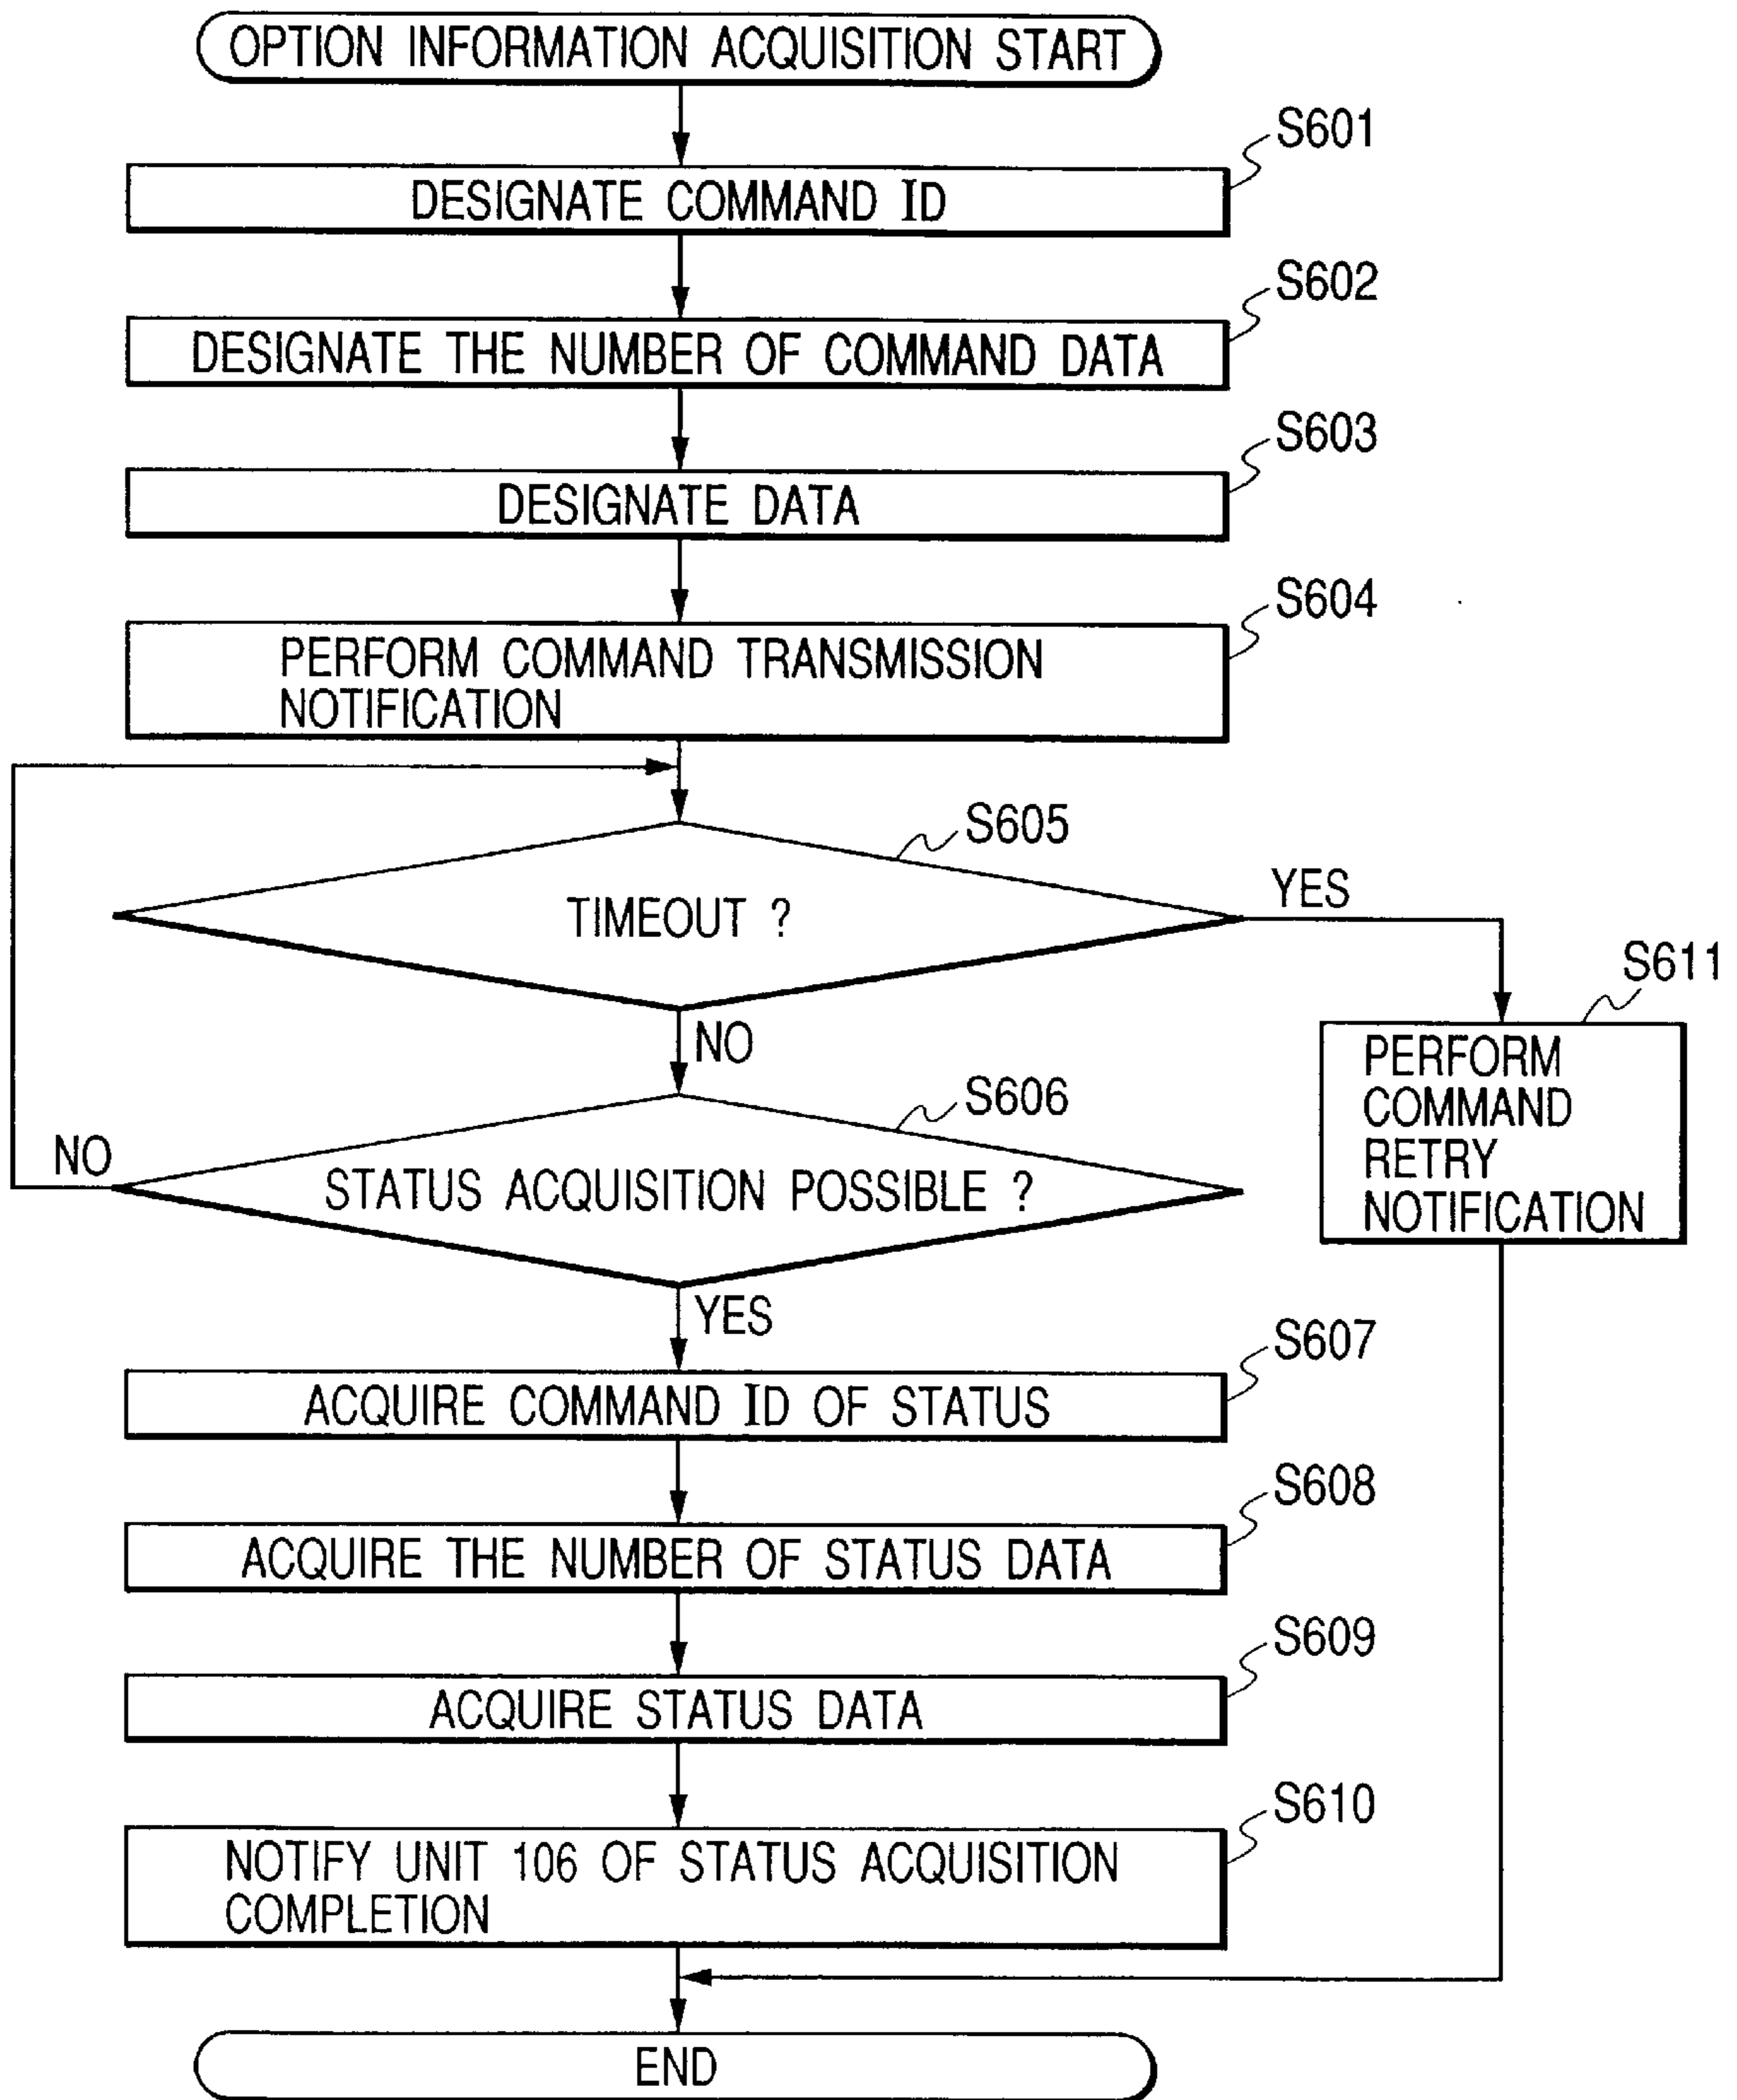 OPTION INFORMATION ACQUISITION START
S601
DESIGNATE COMMAND ID
S602
DESIGNATE THE NUMBER OF COMMAND DATA
S603
DESIGNATE DATA
S604
PERFORM COMMAND TRANSMISSION
NOTIFICATION
S605
TIMEOUT ?
YES
NO
S611
PERFORM
COMMAND
RETRY
NOTIFICATION
S606
STATUS ACQUISITION POSSIBLE ?
NO
YES
S607
ACQUIRE COMMAND ID OF STATUS
S608
ACQUIRE THE NUMBER OF STATUS DATA
S609
ACQUIRE STATUS DATA
S610
NOTIFY UNIT 106 OF STATUS ACQUISITION
COMPLETION
END